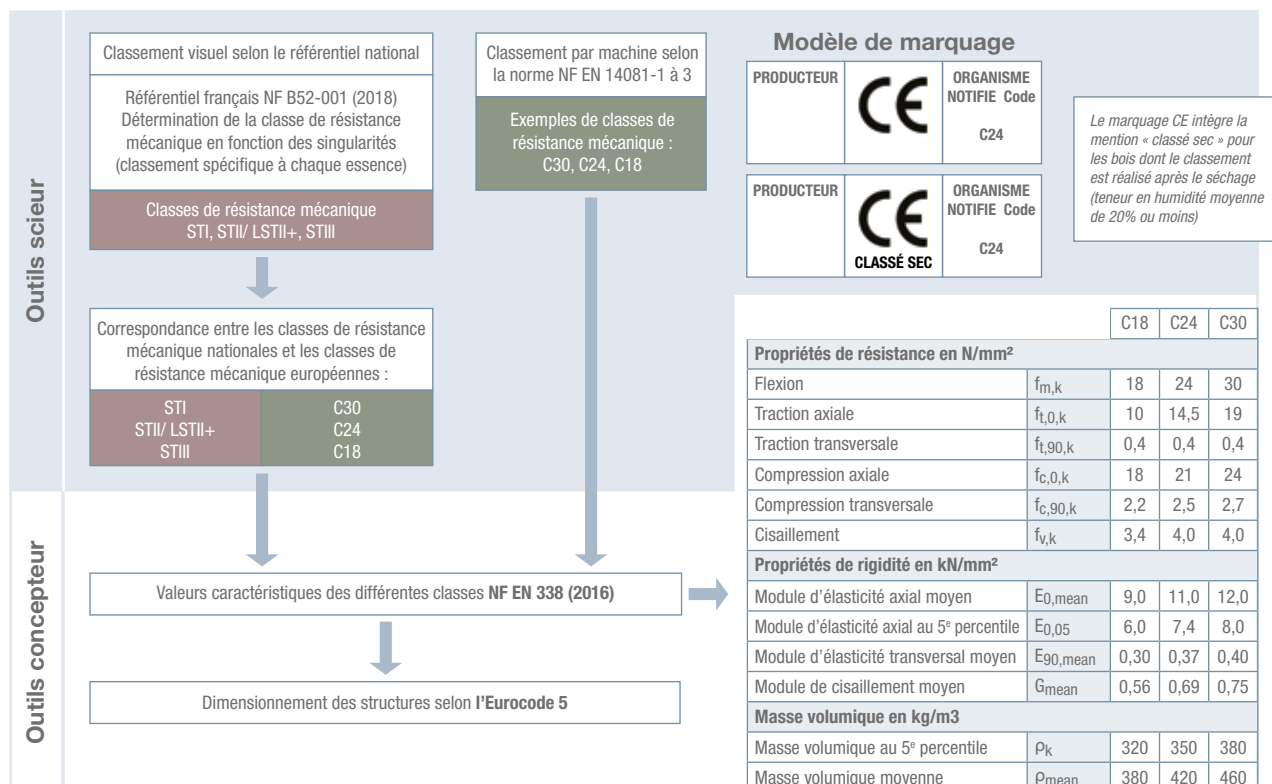 Outils scieur
Classement visuel selon le référentiel national
Référentiel français NF B52-001 (2018)
Détermination de la classe de résistance
mécanique en fonction des singularités
(classement spécifique à chaque essence)
Classes de résistance mécanique
STI, STII/ LSTII+, STIII
Correspondance entre les classes de résistance
mécanique nationales et les classes de
résistance mécanique européennes :
STI C30
STII/ LSTII+ C24
STIII C18
Classement par machine selon
la norme NF EN 14081-1 à 3
Exemples de classes de
résistance mécanique :
C30, C24, C18
Modèle de marquage
PRODUCTEUR
CE
ORGANISME
NOTIFIE Code
C24
PRODUCTEUR
CE
CLASSÉ SEC
ORGANISME
NOTIFIE Code
C24
Le marquage CE intègre la
mention « classé sec » pour
les bois dont le classement
est réalisé après le séchage
(teneur en humidité moyenne
de 20% ou moins)
Outils concepteur
Valeurs caractéristiques des différentes classes NF EN 338 (2016)
Dimensionnement des structures selon l'Eurocode 5
C18 C24 C30
Propriétés de résistance en N/mm²
Flexion fm,k 18 24 30
Traction axiale ft,0,k 10 14,5 19
Traction transversale ft,90,k 0,4 0,4 0,4
Compression axiale fc,0,k 18 21 24
Compression transversale fc,90,k 2,2 2,5 2,7
Cisaillement fv,k 3,4 4,0 4,0
Propriétés de rigidité en kN/mm²
Module d'élasticité axial moyen E0,mean 9,0 11,0 12,0
Module d'élasticité axial au 5e percentile E0,05 6,0 7,4 8,0
Module d'élasticité transversal moyen E90,mean 0,30 0,37 0,40
Module de cisaillement moyen Gmean 0,56 0,69 0,75
Masse volumique en kg/m3
Masse volumique au 5e percentile ρk 320 350 380
Masse volumique moyenne ρmean 380 420 460